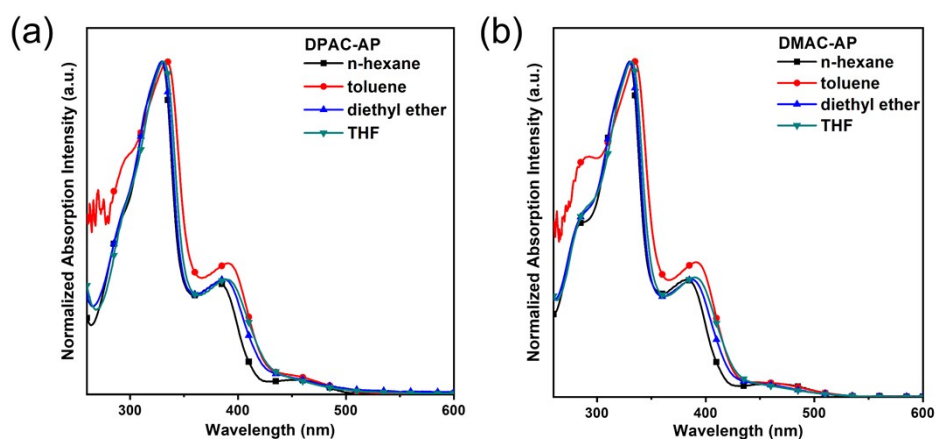 (a)
DPAC-AP
n-hexane
toluene
diethyl ether
THF
Normalized Absorption Intensity (a.u.)
300 400 500 600
Wavelength (nm)
(b)
DMAC-AP
n-hexane
toluene
diethyl ether
THF
Normalized Absorption Intensity (a.u.)
300 400 500 600
Wavelength (nm)